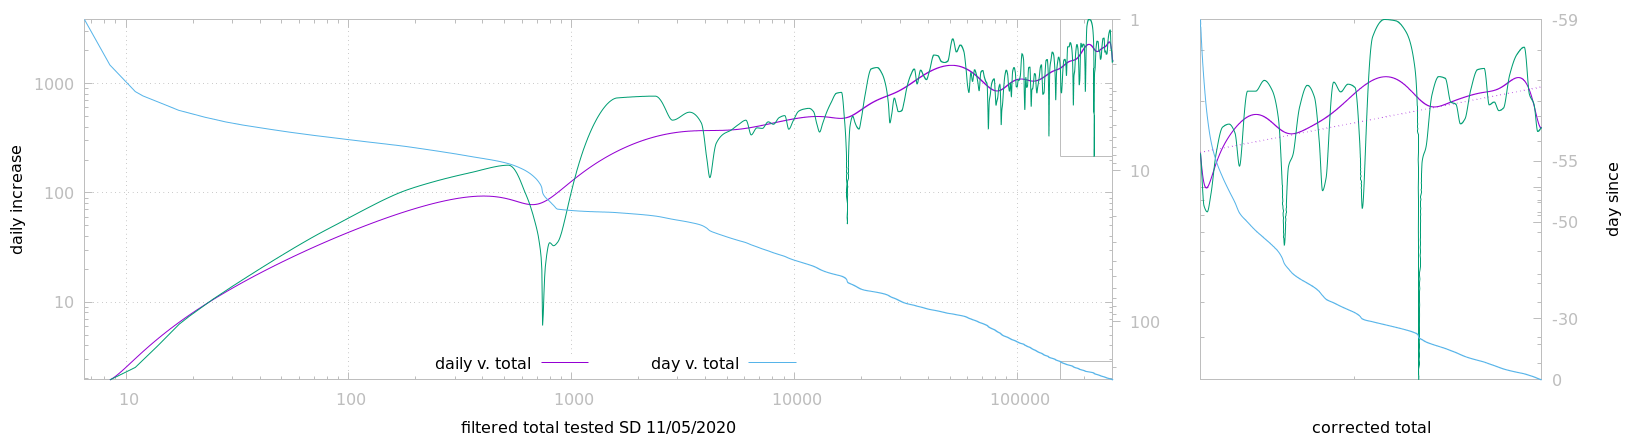 1
-59
1000
daily increase
-55
day since
10
100
-50
10
100
-30
daily v. total
day v. total
0
10
100
1000
10000
100000
filtered total tested SD 11/05/2020
corrected total